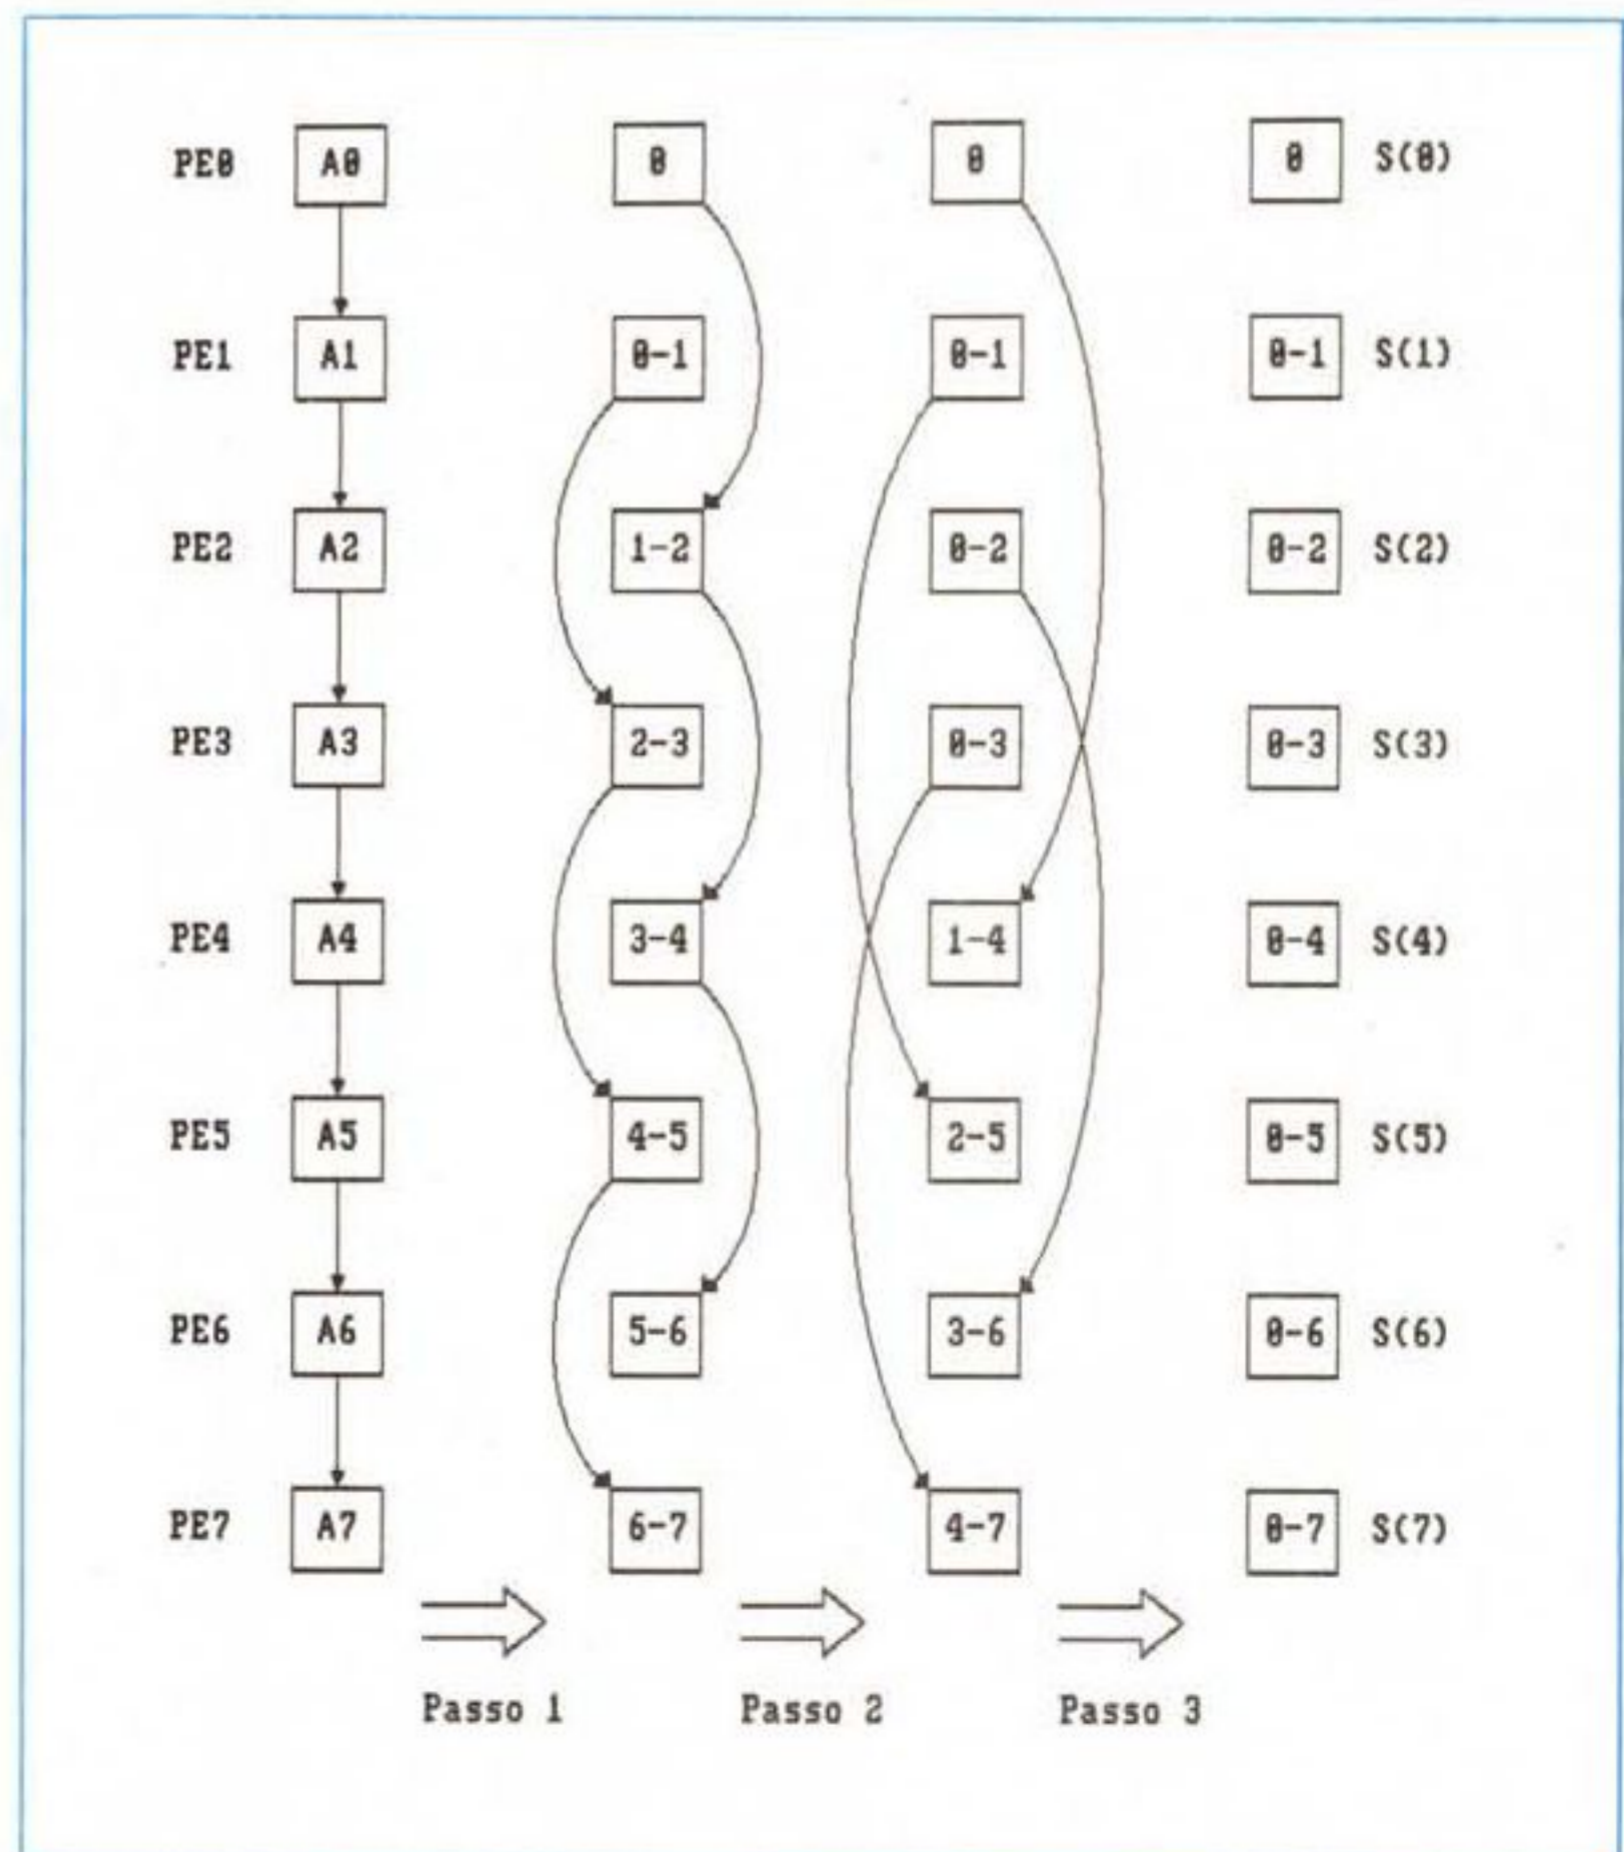 PE0 A0 0 0 0 S(0)
PE1 A1 0-1 0-1 0-1 S(1)
PE2 A2 1-2 0-2 0-2 S(2)
PE3 A3 2-3 0-3 0-3 S(3)
PE4 A4 3-4 1-4 0-4 S(4)
PE5 A5 4-5 2-5 0-5 S(5)
PE6 A6 5-6 3-6 0-6 S(6)
PE7 A7 6-7 4-7 0-7 S(7)
Passo 1 Passo 2 Passo 3